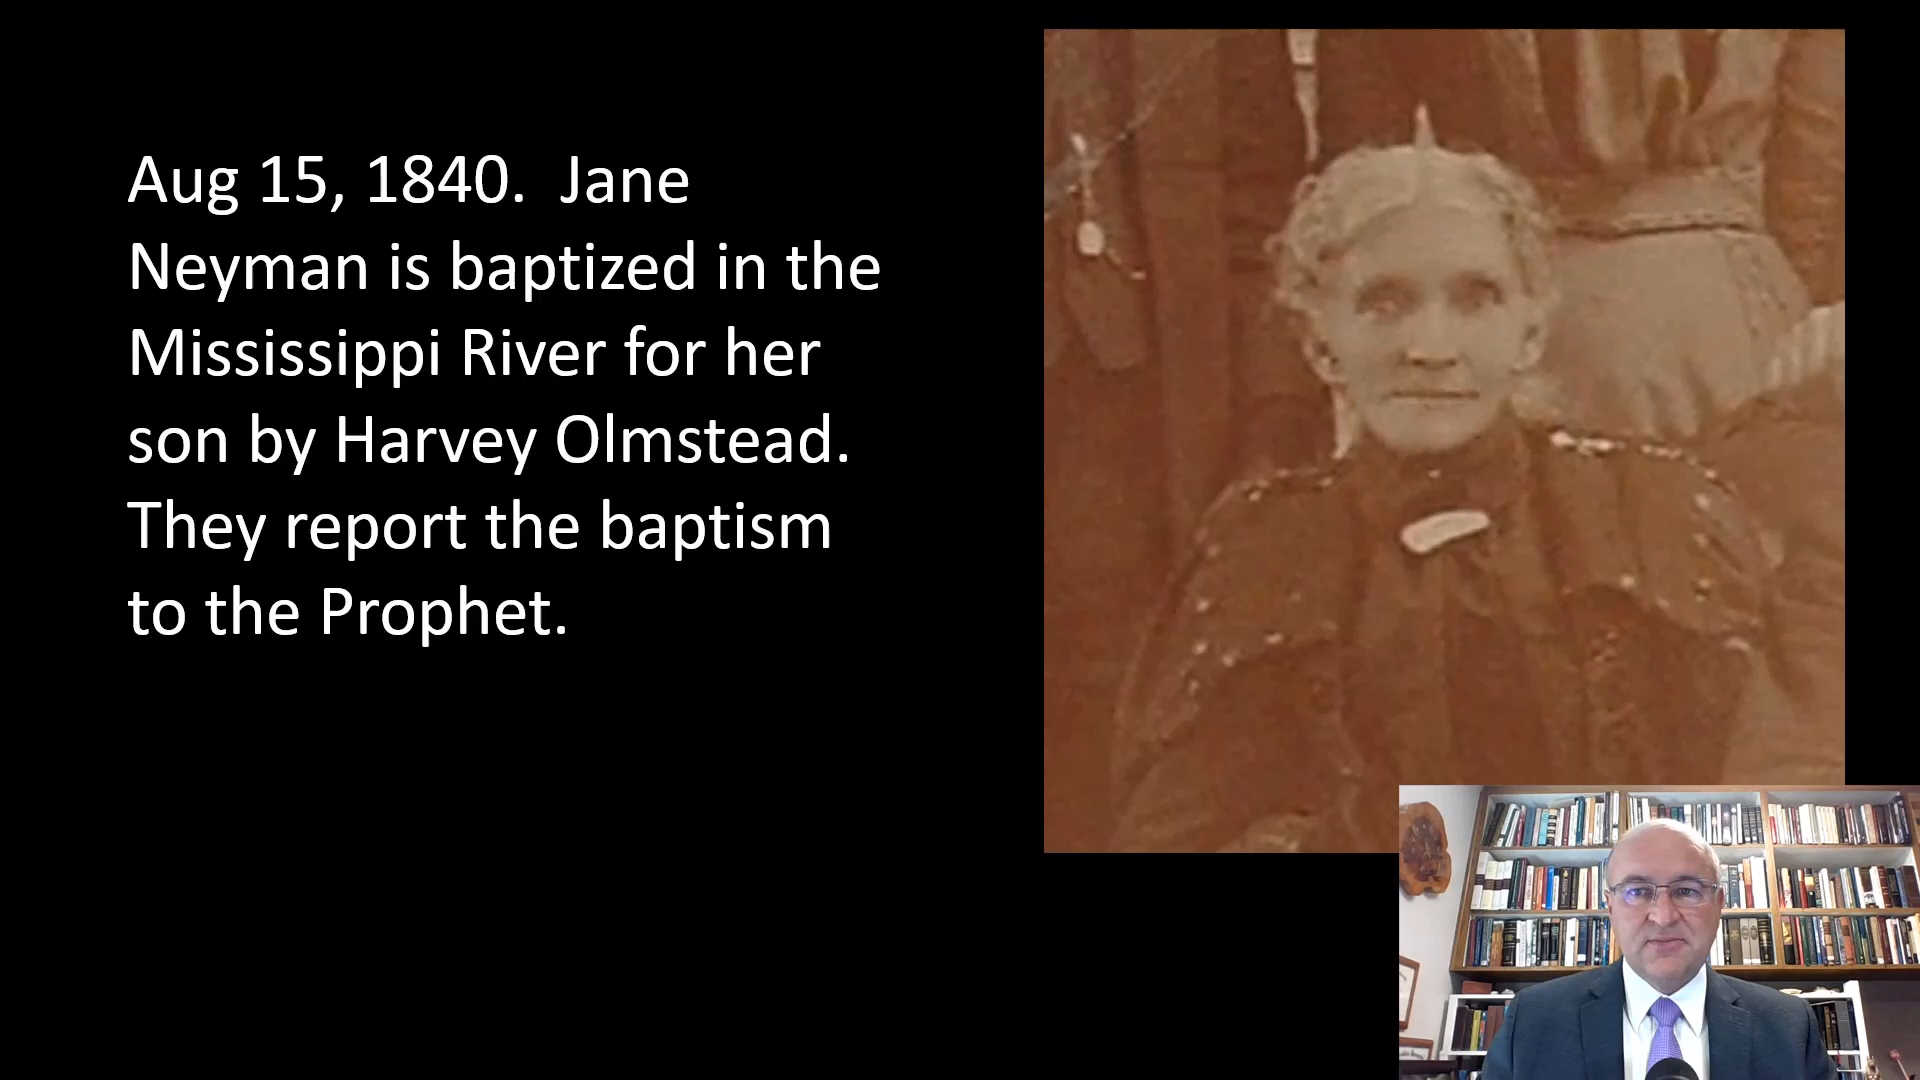 Aug 15, 1840.  Jane
Neyman is baptized in the
Mississippi River for her
son by Harvey Olmstead.
They report the baptism
to the Prophet.